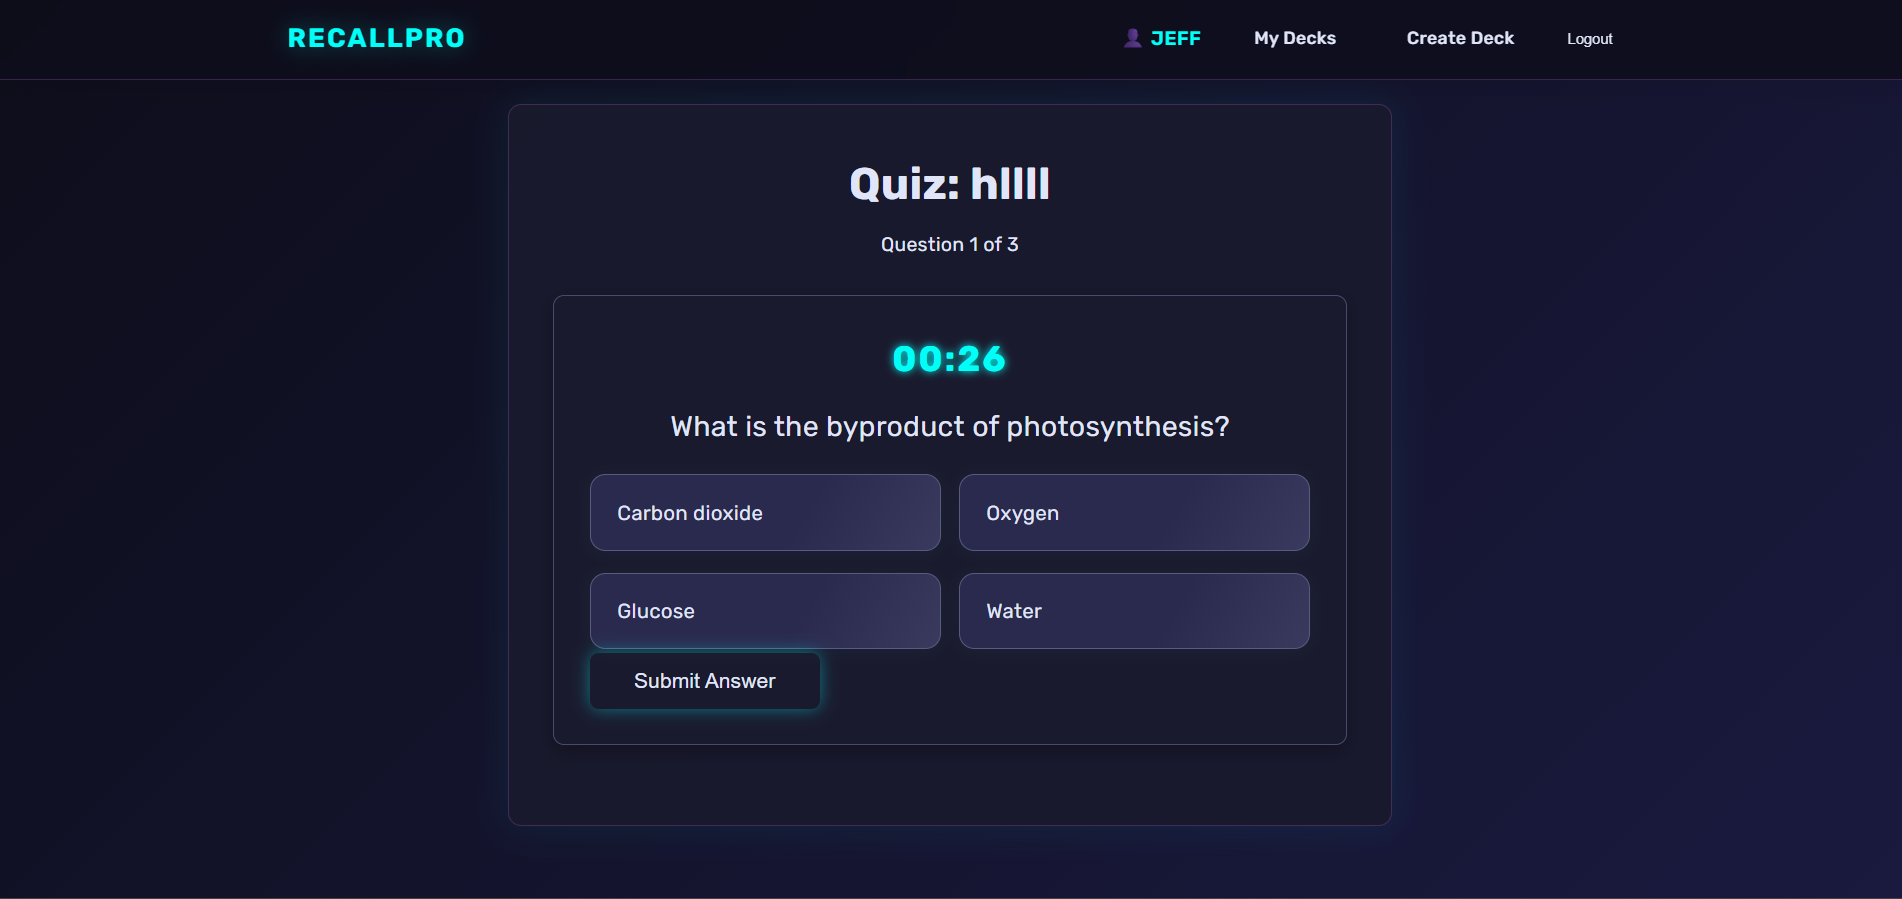 RECALLPRO
JEFF
My Decks
Create Deck
Logout
Quiz: hllll
Question 1 of 3
00:26
What is the byproduct of photosynthesis?
Carbon dioxide
Oxygen
Glucose
Water
Submit Answer